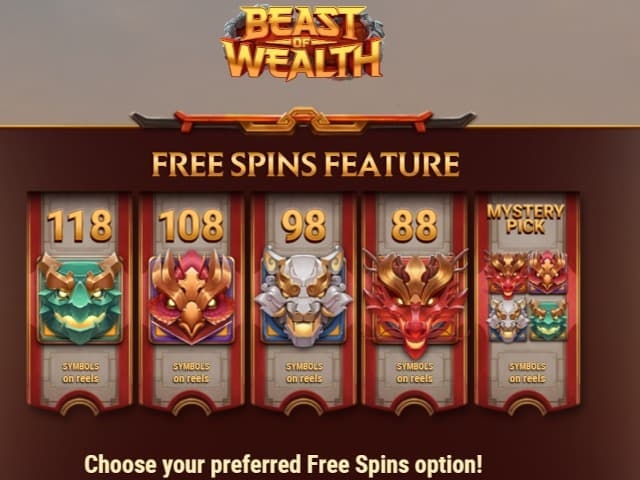 BEAST
OF
WEALTH
FREE SPINS FEATURE
118
SYMBOLS
on reels
108
SYMBOLS
on reels
98
SYMBOLS
on reels
88
SYMBOLS
on reels
MYSTERY
PICK
SYMBOLS
on reels
Choose your preferred Free Spins option!